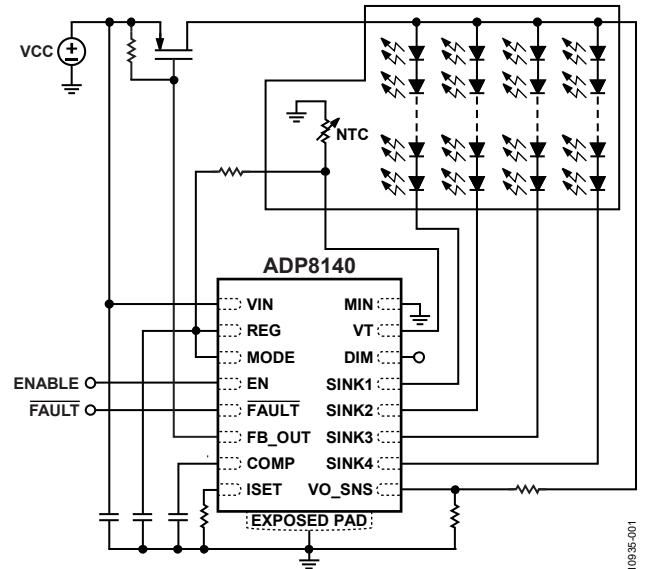 VCC
NTC
ADP8140
VIN
MIN
REG
VT
MODE
DIM
ENABLE
EN
SINK1
FAULT
FAULT
SINK2
FB_OUT
SINK3
COMP
SINK4
ISET
VO_SNS
EXPOSED PAD
10935-001